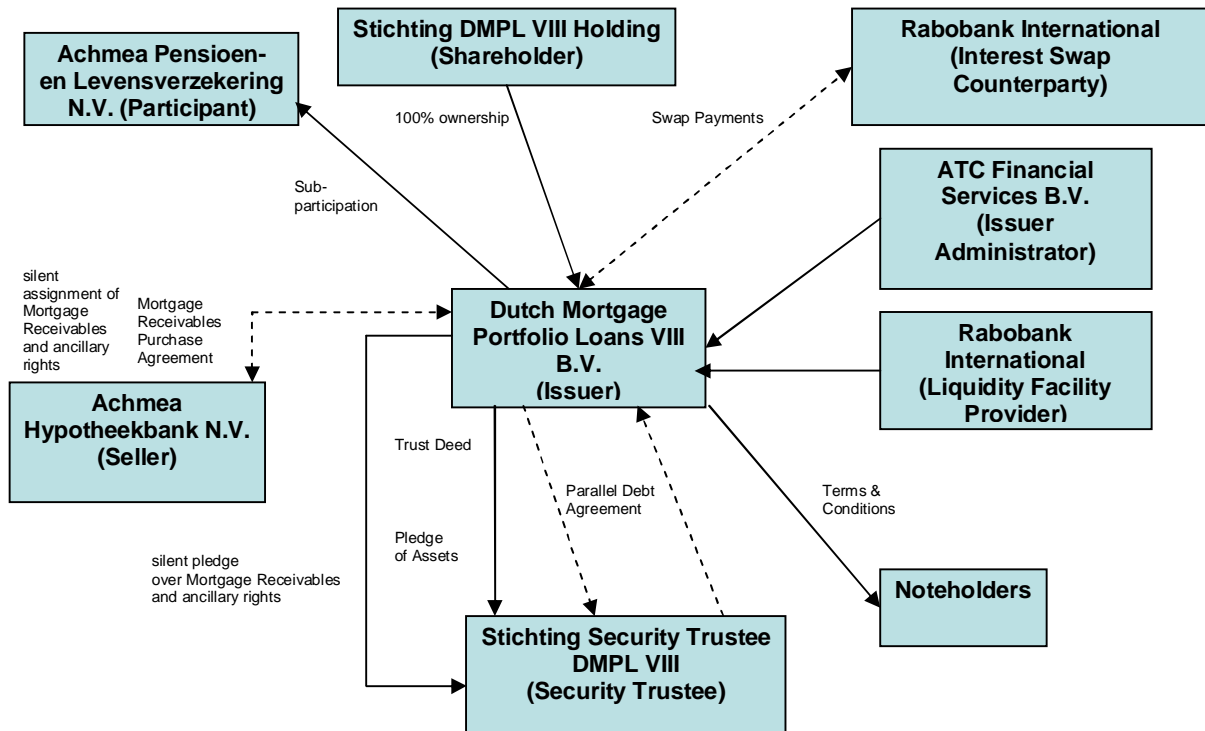 Achmea Pensioen-
en Levensverzekering
N.V. (Participant)
Stichting DMPL VIII Holding
(Shareholder)
Rabobank International
(Interest Swap
Counterparty)
100% ownership
Swap Payments
Sub-
participation
ATC Financial
Services B.V.
(Issuer
Administrator)
silent
assignment of
Mortgage
Receivables
and ancillary
rights
Mortgage
Receivables
Purchase
Agreement
Dutch Mortgage
Portfolio Loans VIII
B.V.
(Issuer)
Rabobank
International
(Liquidity Facility
Provider)
Achmea
Hypotheekbank N.V.
(Seller)
Trust Deed
Parallel Debt
Agreement
Terms &
Conditions
Pledge
of Assets
silent pledge
over Mortgage Receivables
and ancillary rights
Noteholders
Stichting Security Trustee
DMPL VIII
(Security Trustee)